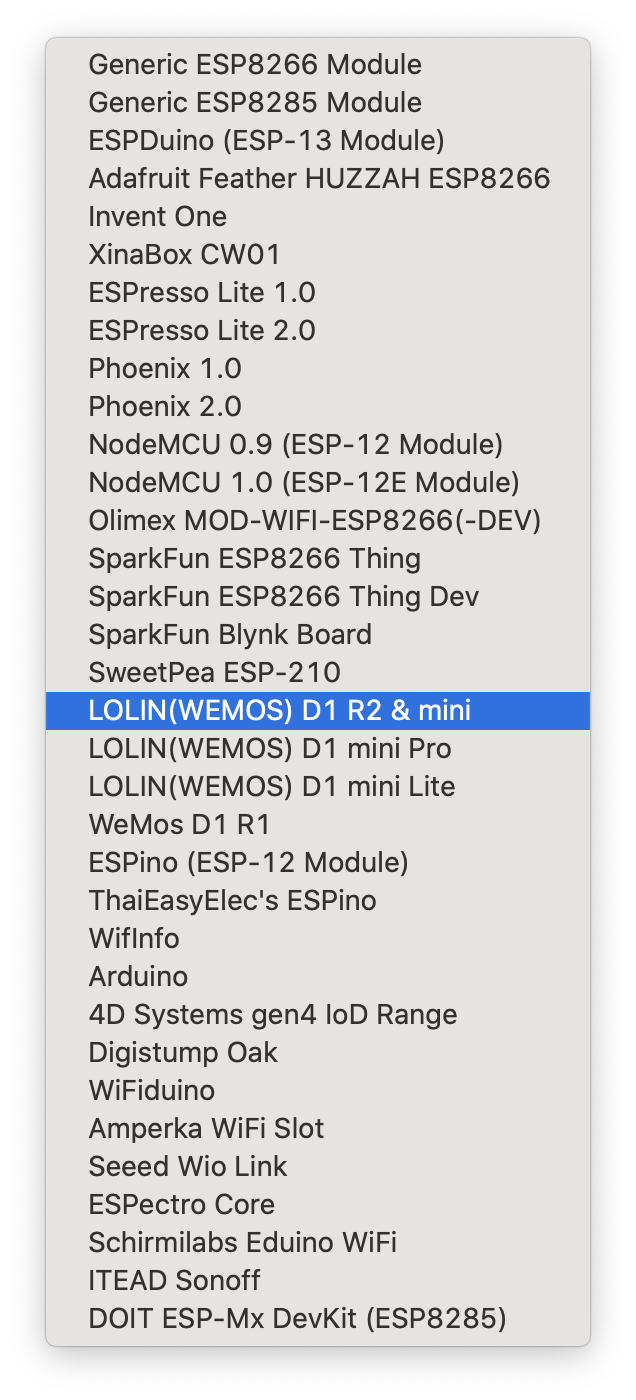 Generic ESP8266 Module
Generic ESP8285 Module
ESPDuino (ESP-13 Module)
Adafruit Feather HUZZAH ESP8266
Invent One
XinaBox CW01
ESPresso Lite 1.0
ESPresso Lite 2.0
Phoenix 1.0
Phoenix 2.0
NodeMCU 0.9 (ESP-12 Module)
NodeMCU 1.0 (ESP-12E Module)
Olimex MOD-WIFI-ESP8266(-DEV)
SparkFun ESP8266 Thing
SparkFun ESP8266 Thing Dev
SparkFun Blynk Board
SweetPea ESP-210
LOLIN(WEMOS) D1 R2 & mini
LOLIN(WEMOS) D1 mini Pro
LOLIN(WEMOS) D1 mini Lite
WeMos D1 R1
ESPino (ESP-12 Module)
ThaiEasyElec's ESPino
WifInfo
Arduino
4D Systems gen4 IoD Range
Digistump Oak
WiFiduino
Amperka WiFi Slot
Seeed Wio Link
ESPectro Core
Schirmilabs Eduino WiFi
ITEAD Sonoff
DOIT ESP-Mx DevKit (ESP8285)